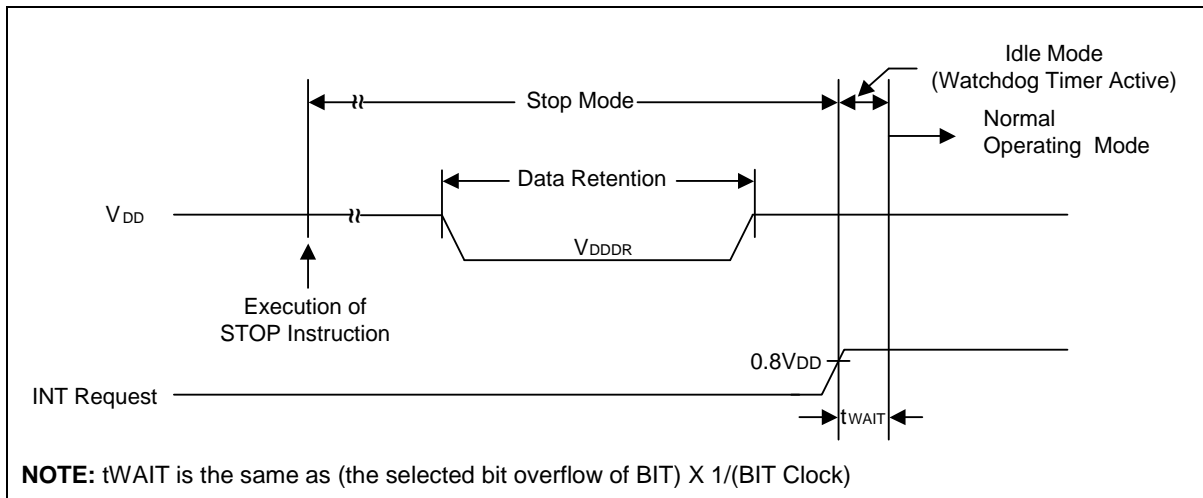 Idle Mode
(Watchdog Timer Active)
Stop Mode
Normal
Operating Mode
Data Retention
VDD
VDDDR
Execution of
STOP Instruction
0.8VDD
INT Request
tWAIT
NOTE: tWAIT is the same as (the selected bit overflow of BIT) X 1/(BIT Clock)